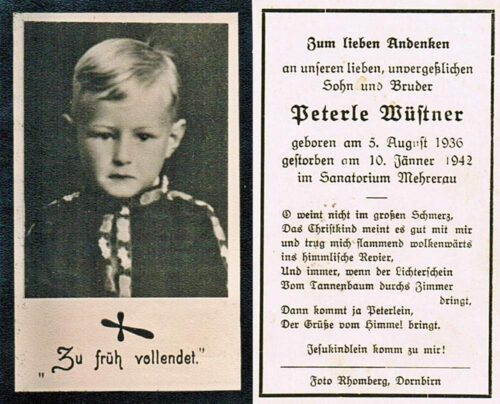 „Zu früh vollendet."
Zum lieben Andenken
an unseren lieben, unvergeßlichen
Sohn und Bruder
Peterle Wüstner
geboren am 5. August 1936
gestorben am 10. Jänner 1942
im Sanatorium Mehrerau
O weint nicht im großen Schmerz,
Das Christkind meint es gut mit mir
und trug mich flammend wolkenwärts
ins himmlische Revier,
Und immer, wenn der Lichterschein
Vom Tannenbaum durchs Zimmer
dringt,
Dann kommt ja Peterlein,
Der Grüße vom Himmel bringt.
Jesukindlein komm zu mir!
Foto Rhomberg, Dornbirn